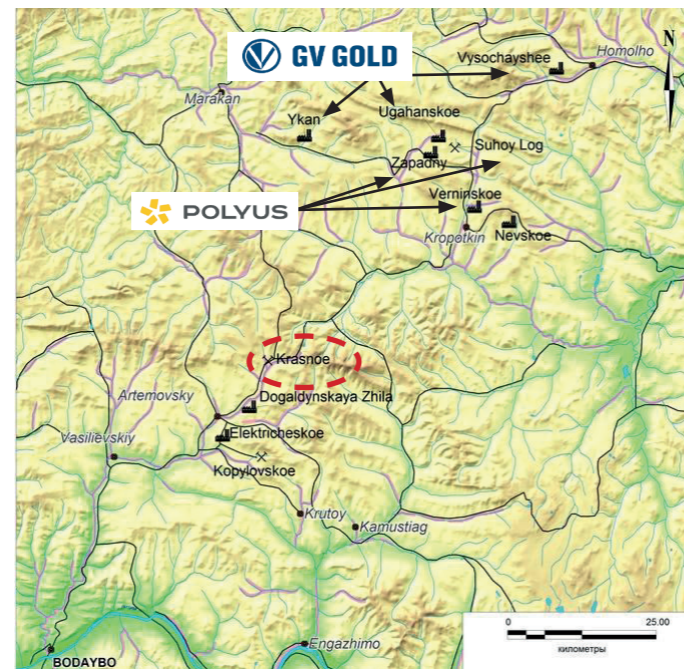 GV GOLD
N
Homolho
Vysochayshee
Marakan
Ykan
Ugahanskoe
Suhoy Log
Zapadny
POLYUS
Verninskoe
Kropotkin
Nevskoe
Krasnoe
Artemovsky
Dogaldynskaya Zhila
Vasilievskiy
Elektricheskoe
Kopylovskoe
Krutoy
Kamustiag
Engazhimo
BODAYBO
0
25.00
километры